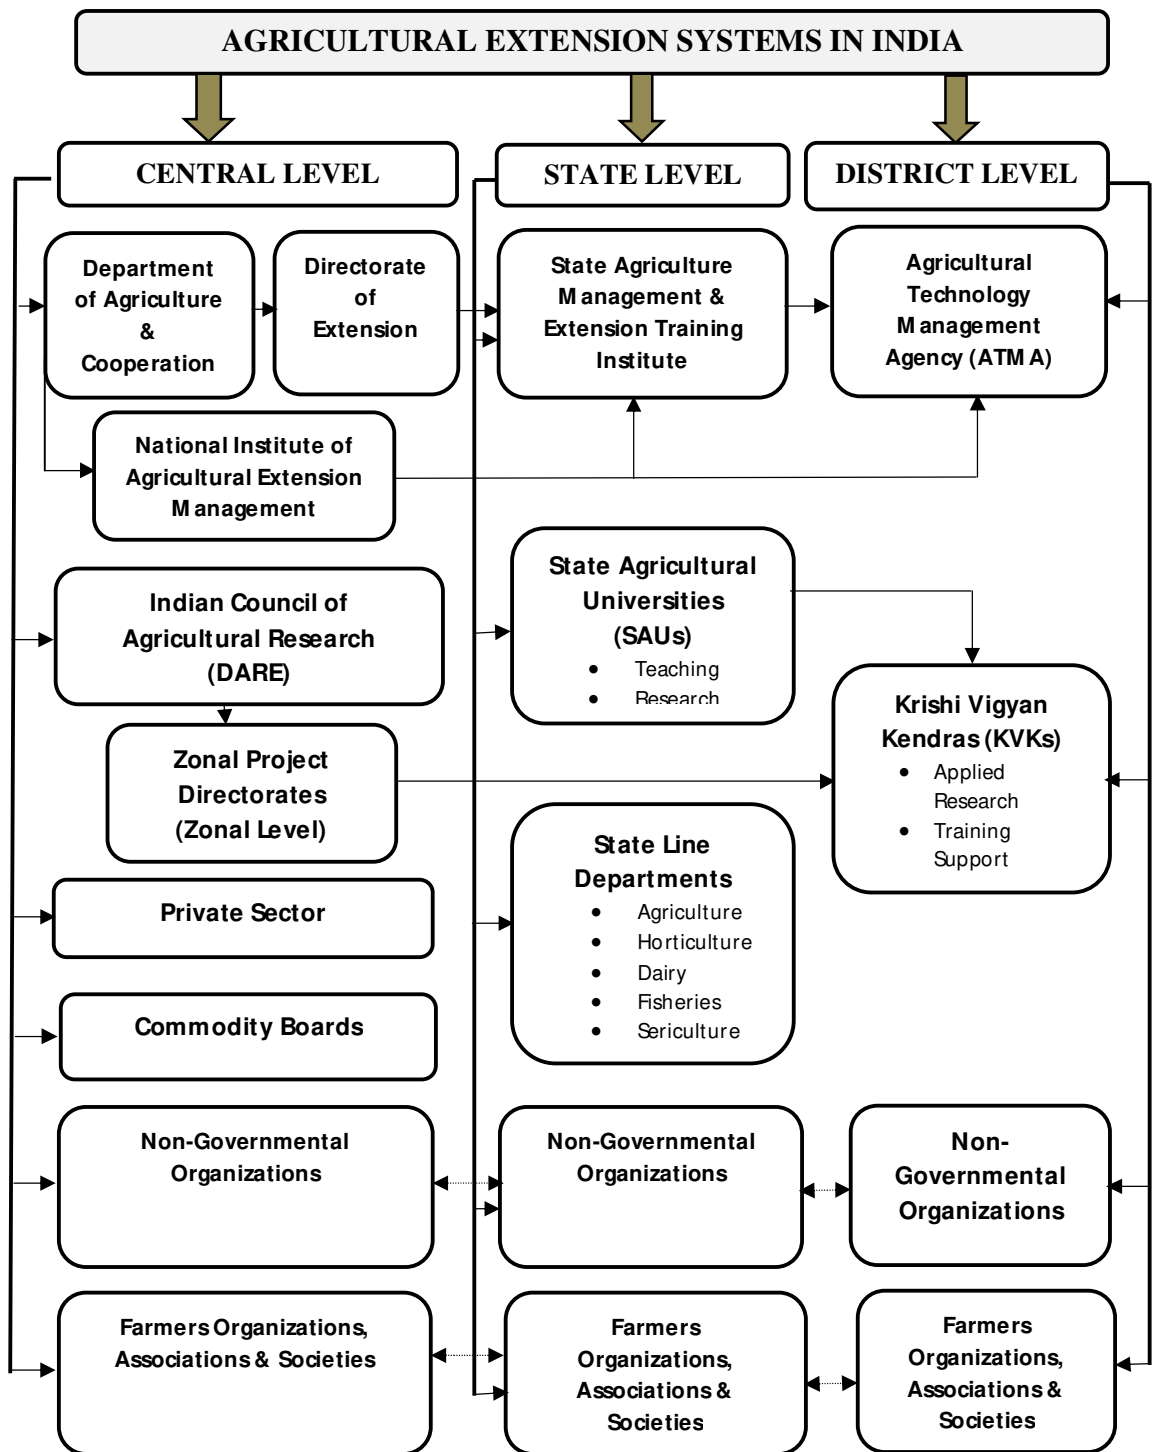 AGRICULTURAL EXTENSION SYSTEMS IN INDIA
CENTRAL LEVEL
STATE LEVEL
DISTRICT LEVEL
Department
of Agriculture
&
Cooperation
Directorate
of
Extension
State Agriculture
Management &
Extension Training
Institute
Agricultural
Technology
Management
Agency (ATMA)
National Institute of
Agricultural Extension
Management
Indian Council of
Agricultural Research
(DARE)
State Agricultural
Universities
(SAUs)
• Teaching
• Research
Zonal Project
Directorates
(Zonal Level)
Krishi Vigyan
Kendras (KVKs)
• Applied
Research
• Training
Support
State Line
Departments
• Agriculture
• Horticulture
• Dairy
• Fisheries
• Sericulture
Private Sector
Commodity Boards
Non-Governmental
Organizations
Non-Governmental
Organizations
Non-
Governmental
Organizations
Farmers Organizations,
Associations & Societies
Farmers
Organizations,
Associations &
Societies
Farmers
Organizations,
Associations &
Societies